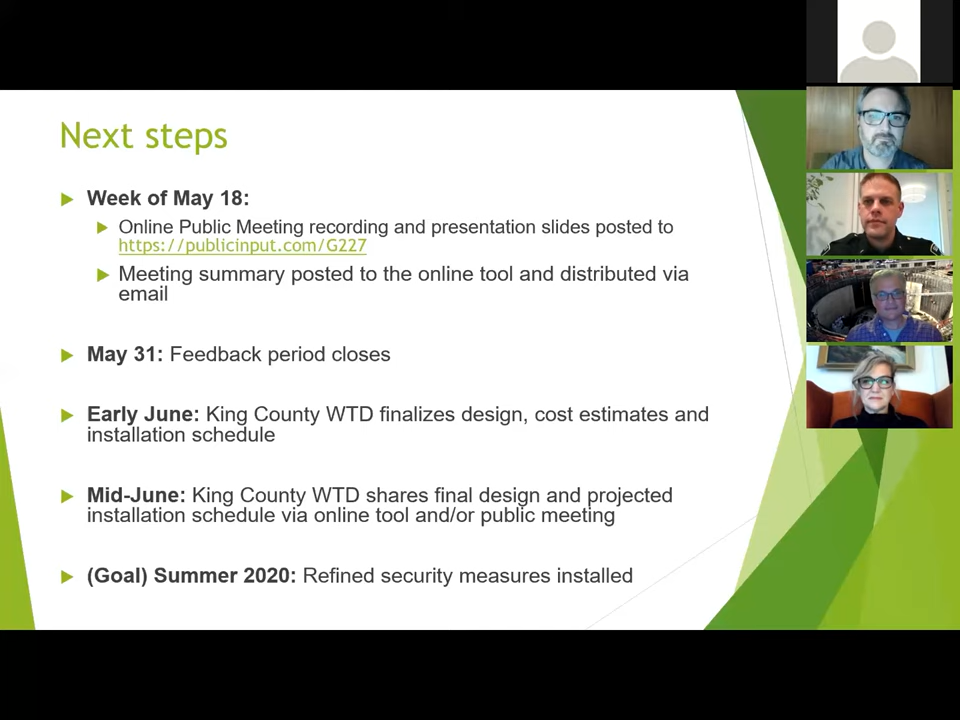 Next steps
Week of May 18:
Online Public Meeting recording and presentation slides posted to
https://publicinput.com/G227
Meeting summary posted to the online tool and distributed via
email
May 31: Feedback period closes
Early June: King County WTD finalizes design, cost estimates and
installation schedule
Mid-June: King County WTD shares final design and projected
installation schedule via online tool and/or public meeting
(Goal) Summer 2020: Refined security measures installed